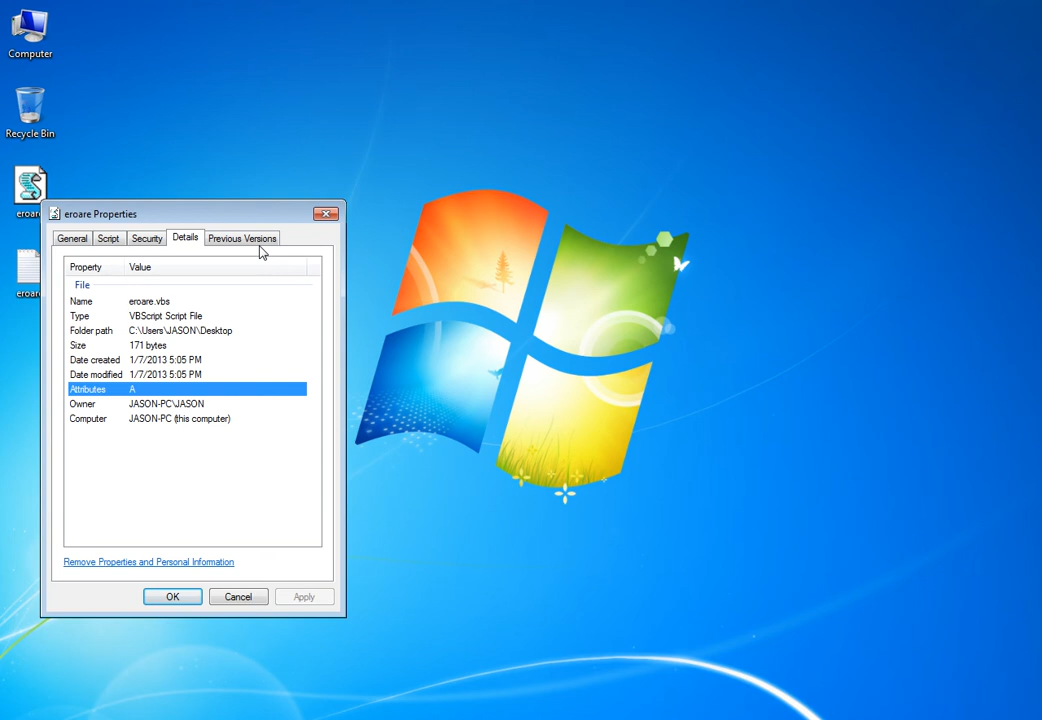 Computer
Recycle Bin
eroare
eroare Properties
General Script Security Details Previous Versions
Property Value
File
Name eroare.vbs
Type VBScript Script File
Folder path C:\Users\JASON\Desktop
Size 171 bytes
Date created 1/7/2013 5:05 PM
Date modified 1/7/2013 5:05 PM
Attributes A
Owner JASON-PC\JASON
Computer JASON-PC (this computer)
eroare
Remove Properties and Personal Information
OK Cancel Apply